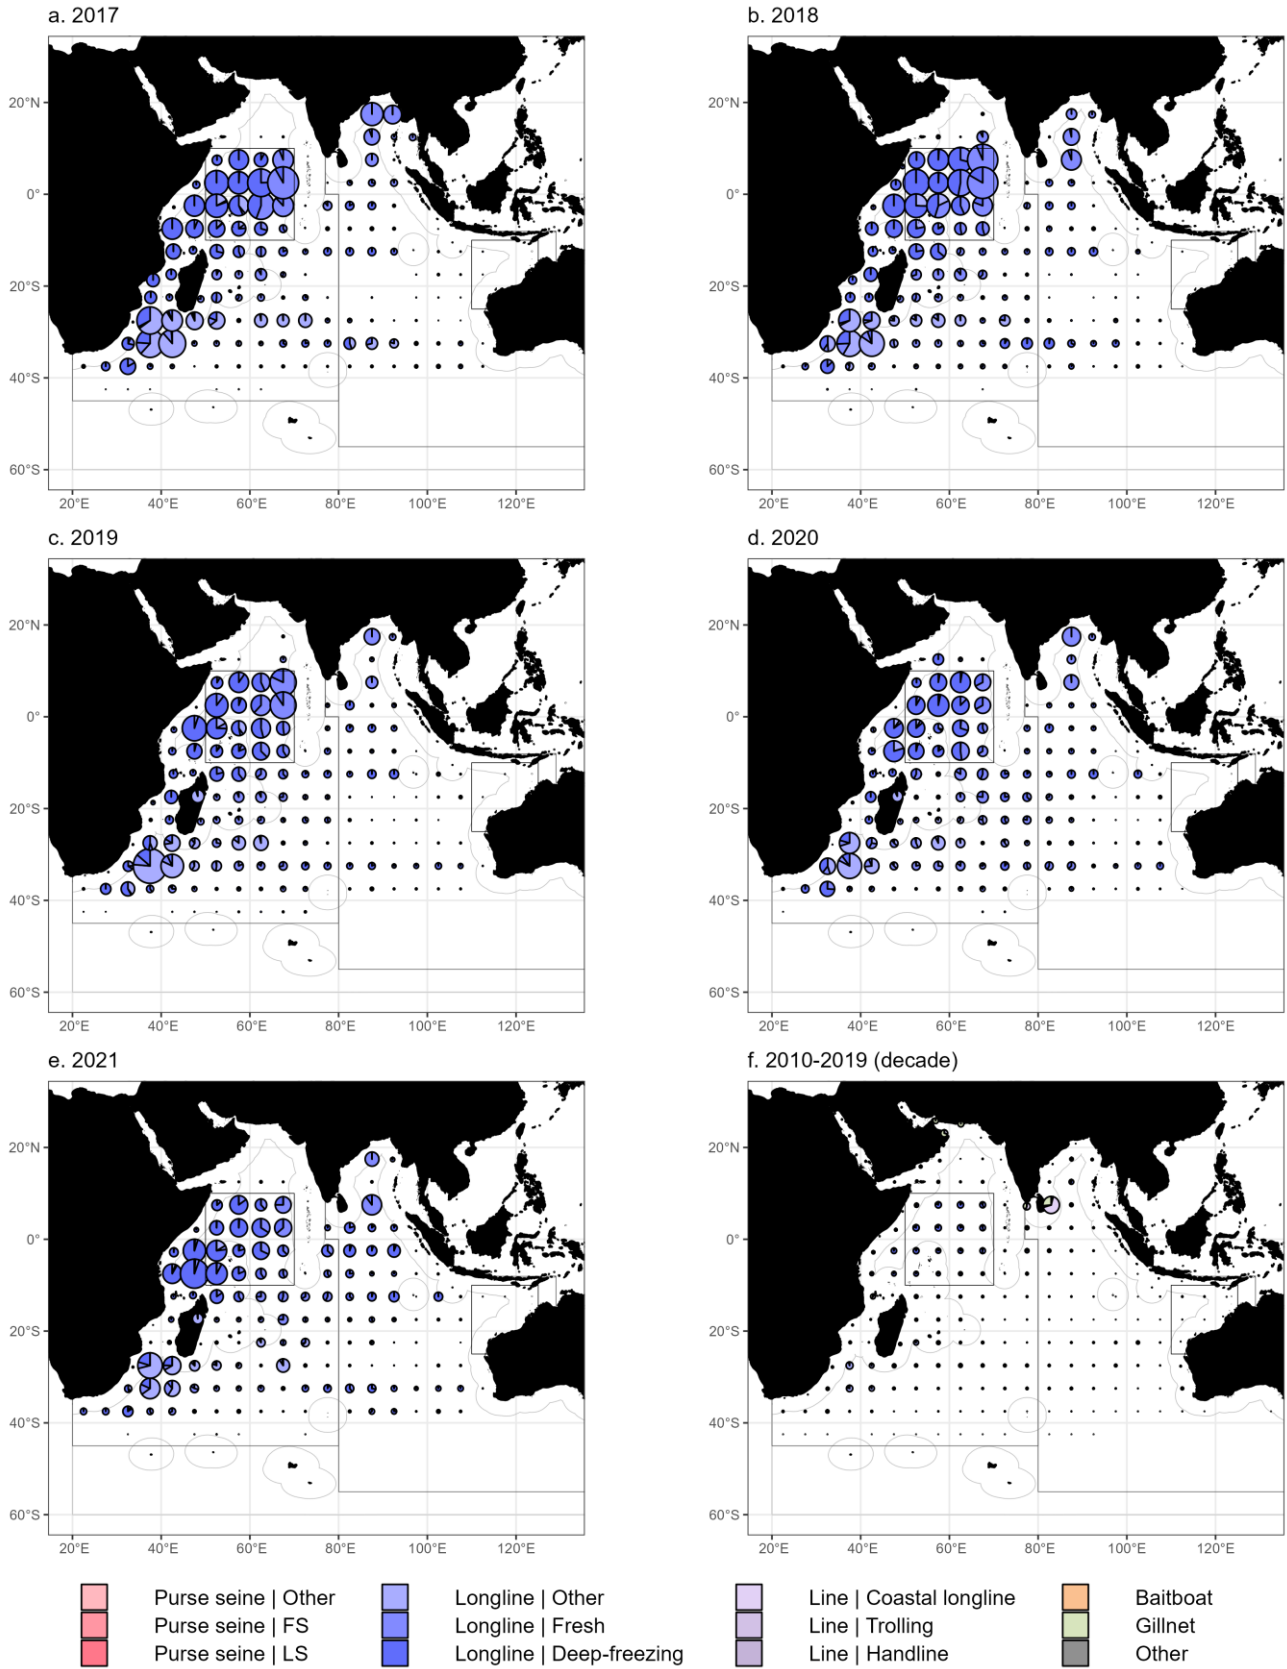 a. 2017
b. 2018
20°N
0°
20°S
40°S
60°S
20°E 40°E 60°E 80°E 100°E 120°E
20°N
0°
20°S
40°S
60°S
20°E 40°E 60°E 80°E 100°E 120°E
c. 2019
d. 2020
20°N
0°
20°S
40°S
60°S
20°E 40°E 60°E 80°E 100°E 120°E
20°N
0°
20°S
40°S
60°S
20°E 40°E 60°E 80°E 100°E 120°E
e. 2021
f. 2010-2019 (decade)
20°N
0°
20°S
40°S
60°S
20°E 40°E 60°E 80°E 100°E 120°E
20°N
0°
20°S
40°S
60°S
20°E 40°E 60°E 80°E 100°E 120°E
Purse seine | Other
Purse seine | FS
Purse seine | LS
Longline | Other
Longline | Fresh
Longline | Deep-freezing
Line | Coastal longline
Line | Trolling
Line | Handline
Baitboat
Gillnet
Other